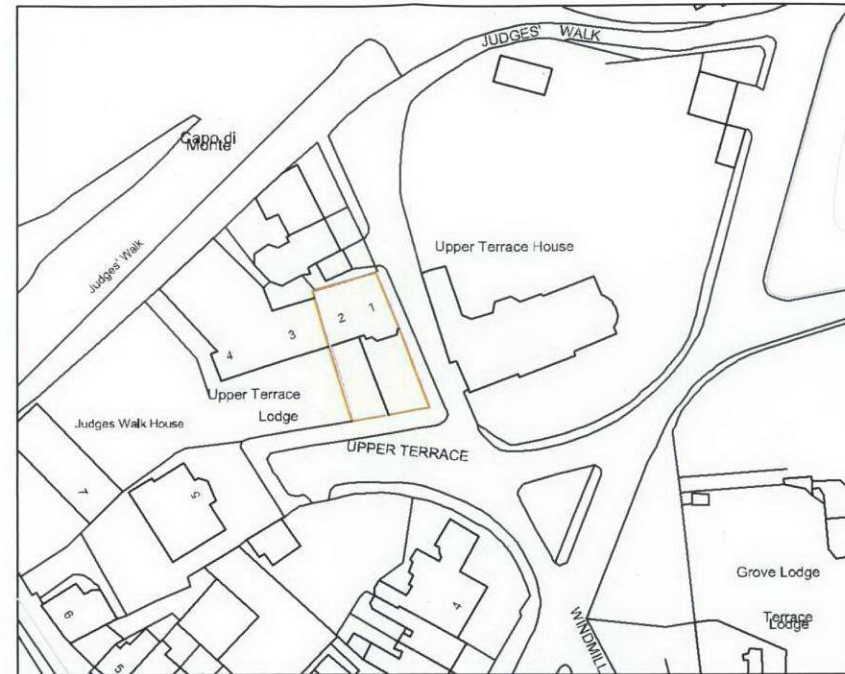 JUDGES' WALK
Capo di
Monte
Judges' Walk
Upper Terrace House
1
2
3
4
Upper Terrace
Lodge
Judges Walk House
UPPER TERRACE
7
5
4
6
5
Grove Lodge
Terrace
Lodge
WINDMILL